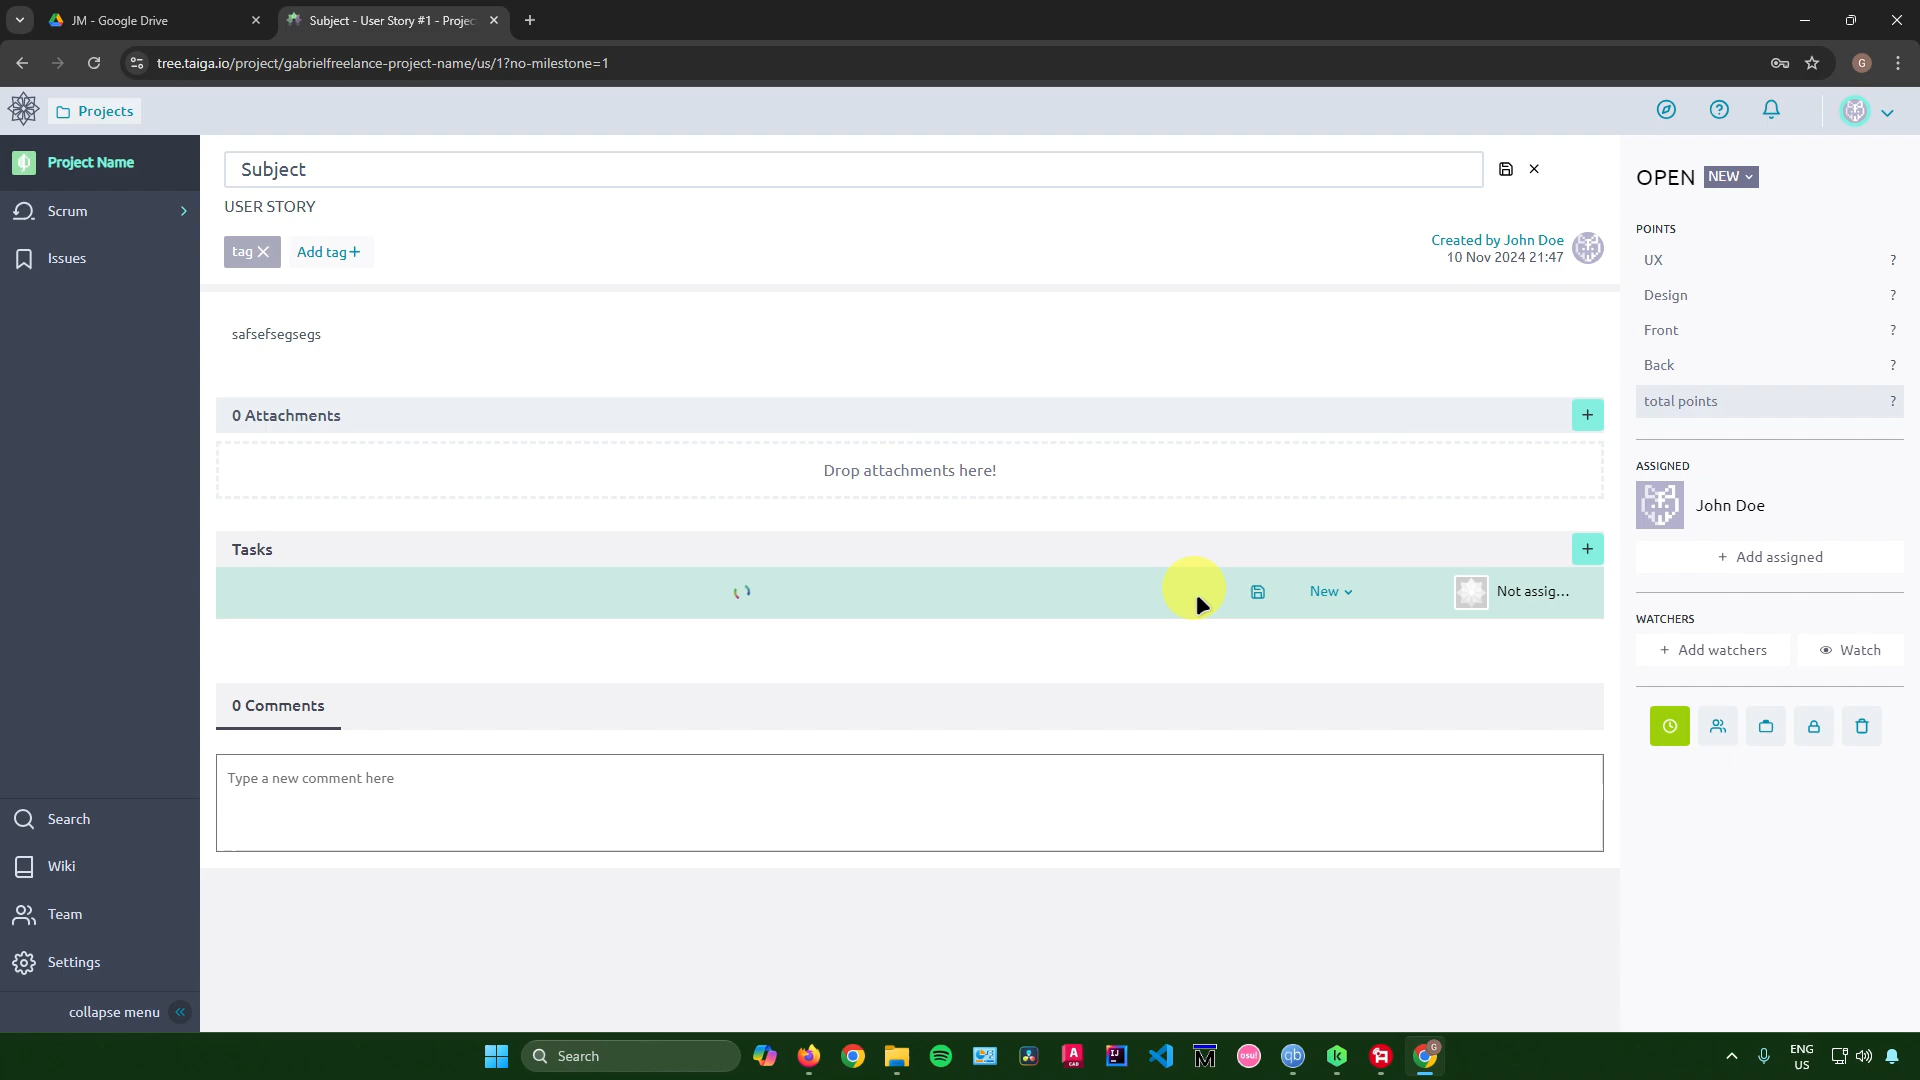 JM - Google Drive
Subject - User Story #1 - Projec
tree.taiga.io/project/gabrielfreelance-project-name/us/1?no-milestone=1
G
Projects
Project Name
Scrum
Issues
Search
Wiki
Team
Settings
collapse menu
Subject
USER STORY
tag
Add tag
Created by John Doe
10 Nov 2024 21:47
safsefsegsegs
0 Attachments
Drop attachments here!
Tasks
New
Not assig...
0 Comments
Type a new comment here
OPEN
NEW
POINTS
UX ?
Design ?
Front ?
Back ?
total points ?
ASSIGNED
John Doe
+ Add assigned
WATCHERS
+ Add watchers
Watch
Search
A
CAD
IJ
M
osu!
qb
k
G
ENG
US